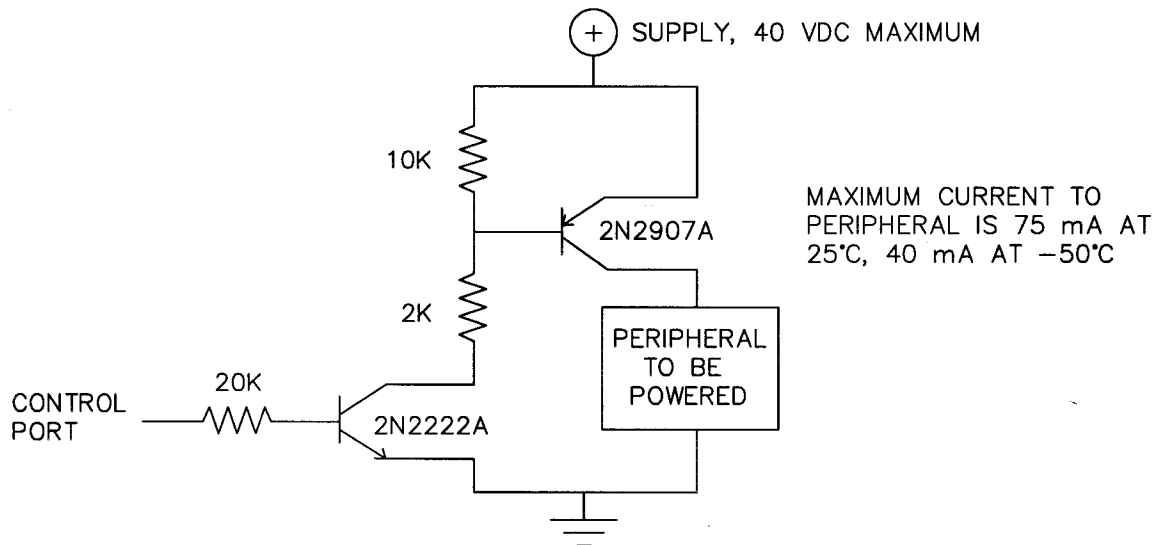 + SUPPLY, 40 VDC MAXIMUM
10K
MAXIMUM CURRENT TO
PERIPHERAL IS 75 mA AT
25°C, 40 mA AT −50°C
2N2907A
2K
PERIPHERAL
TO BE
POWERED
20K
CONTROL
PORT
2N2222A